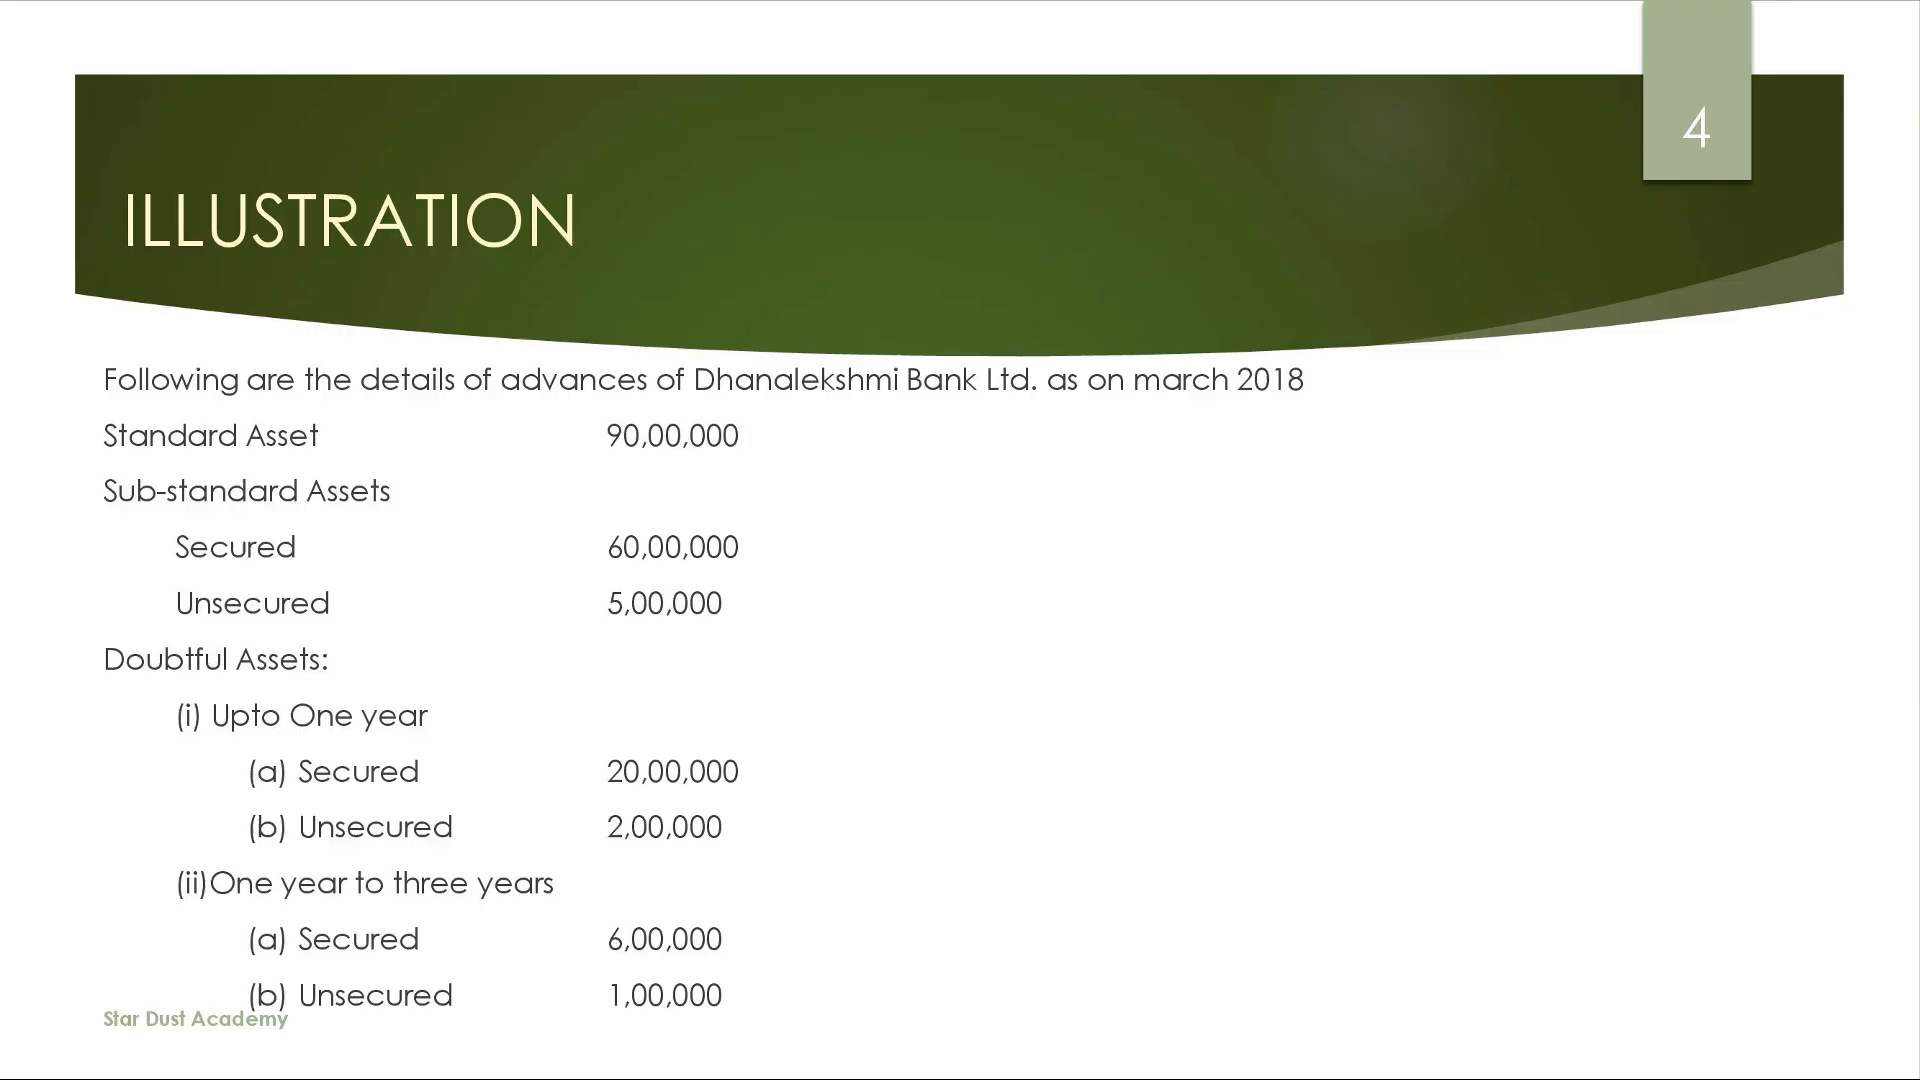 4
ILLUSTRATION
Following are the details of advances of Dhanalekshmi Bank Ltd. as on march 2018
Standard Asset 90,00,000
Sub-standard Assets
Secured 60,00,000
Unsecured 5,00,000
Doubtful Assets:
(i) Upto One year
(a) Secured 20,00,000
(b) Unsecured 2,00,000
(ii)One year to three years
(a) Secured 6,00,000
(b) Unsecured 1,00,000
Star Dust Academy